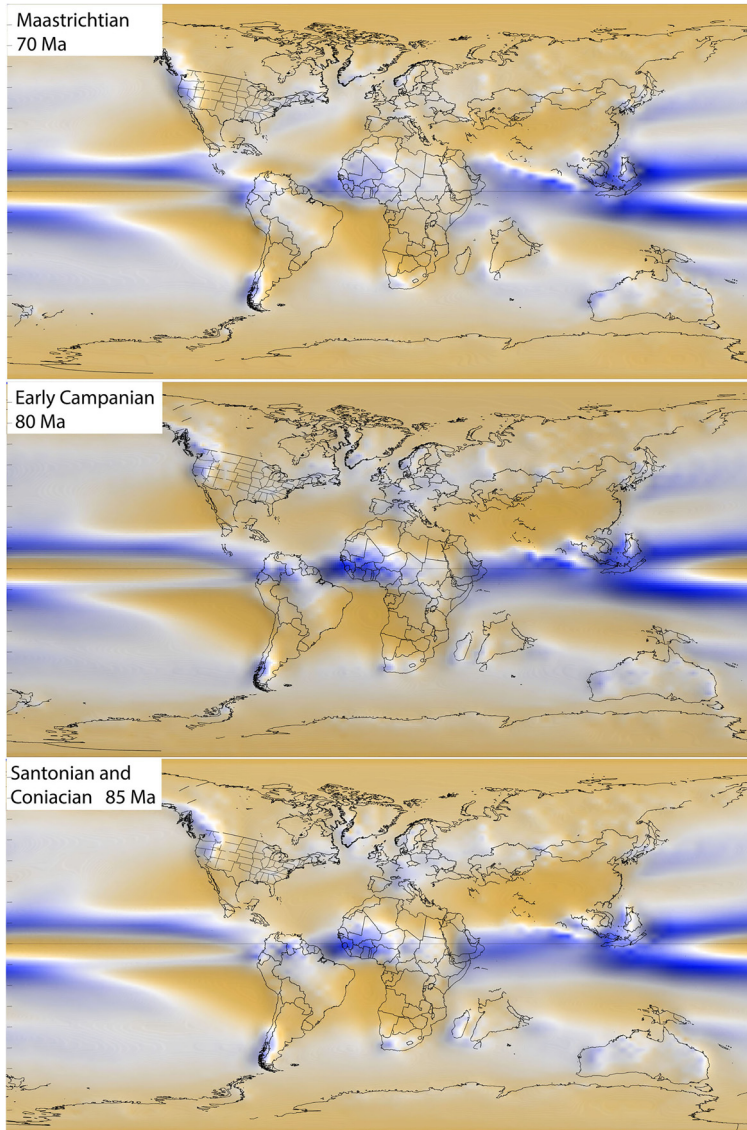 Maastrichtian
70 Ma
Early Campanian
80 Ma
Santonian and
Coniacian 85 Ma